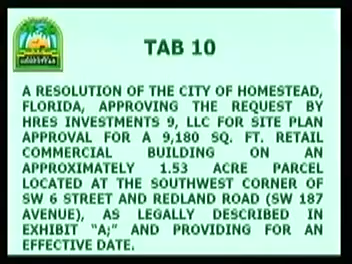 TAB 10
A RESOLUTION OF THE CITY OF HOMESTEAD,
FLORIDA, APPROVING THE REQUEST BY
HRES INVESTMENTS 9, LLC FOR SITE PLAN
APPROVAL FOR A 9,180 SQ. FT. RETAIL
COMMERCIAL BUILDING ON AN
APPROXIMATELY 1.53 ACRE PARCEL
LOCATED AT THE SOUTHWEST CORNER OF
SW 6 STREET AND REDLAND ROAD (SW 187
AVENUE), AS LEGALLY DESCRIBED IN
EXHIBIT “A;” AND PROVIDING FOR AN
EFFECTIVE DATE.